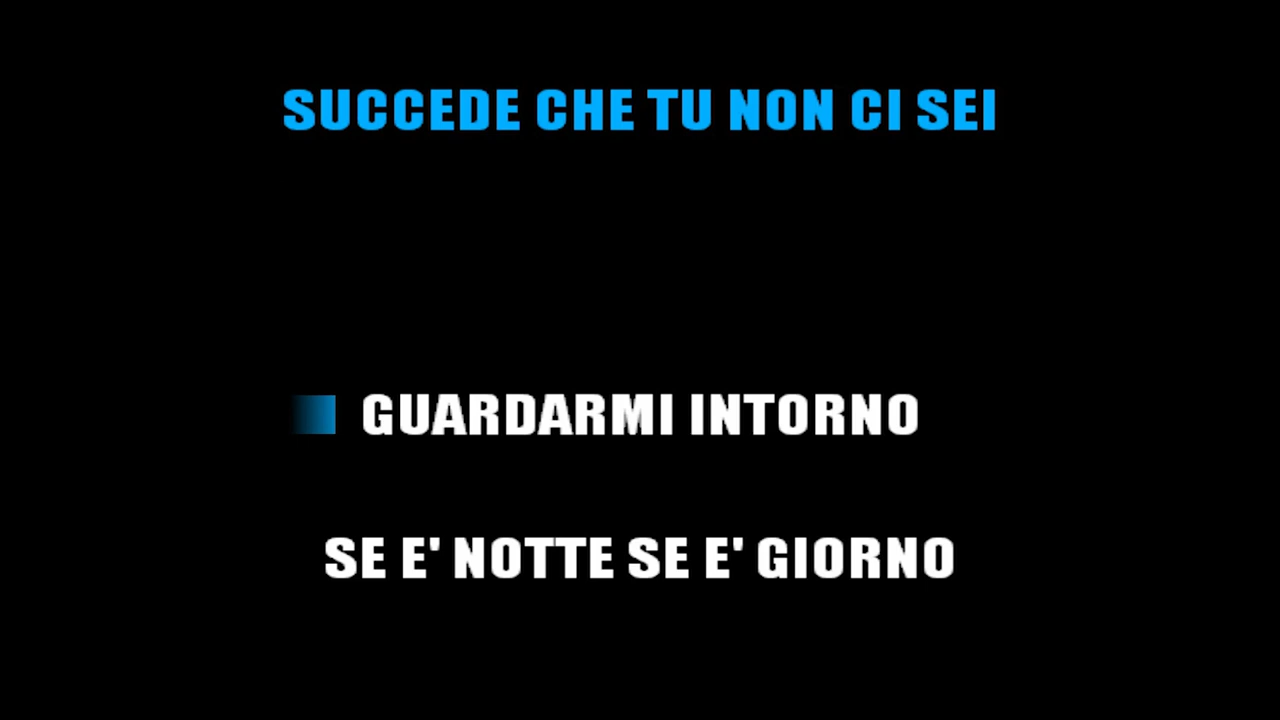 SUCCEDE CHE TU NON CI SEI
GUARDARMI INTORNO
SE E' NOTTE SE E' GIORNO